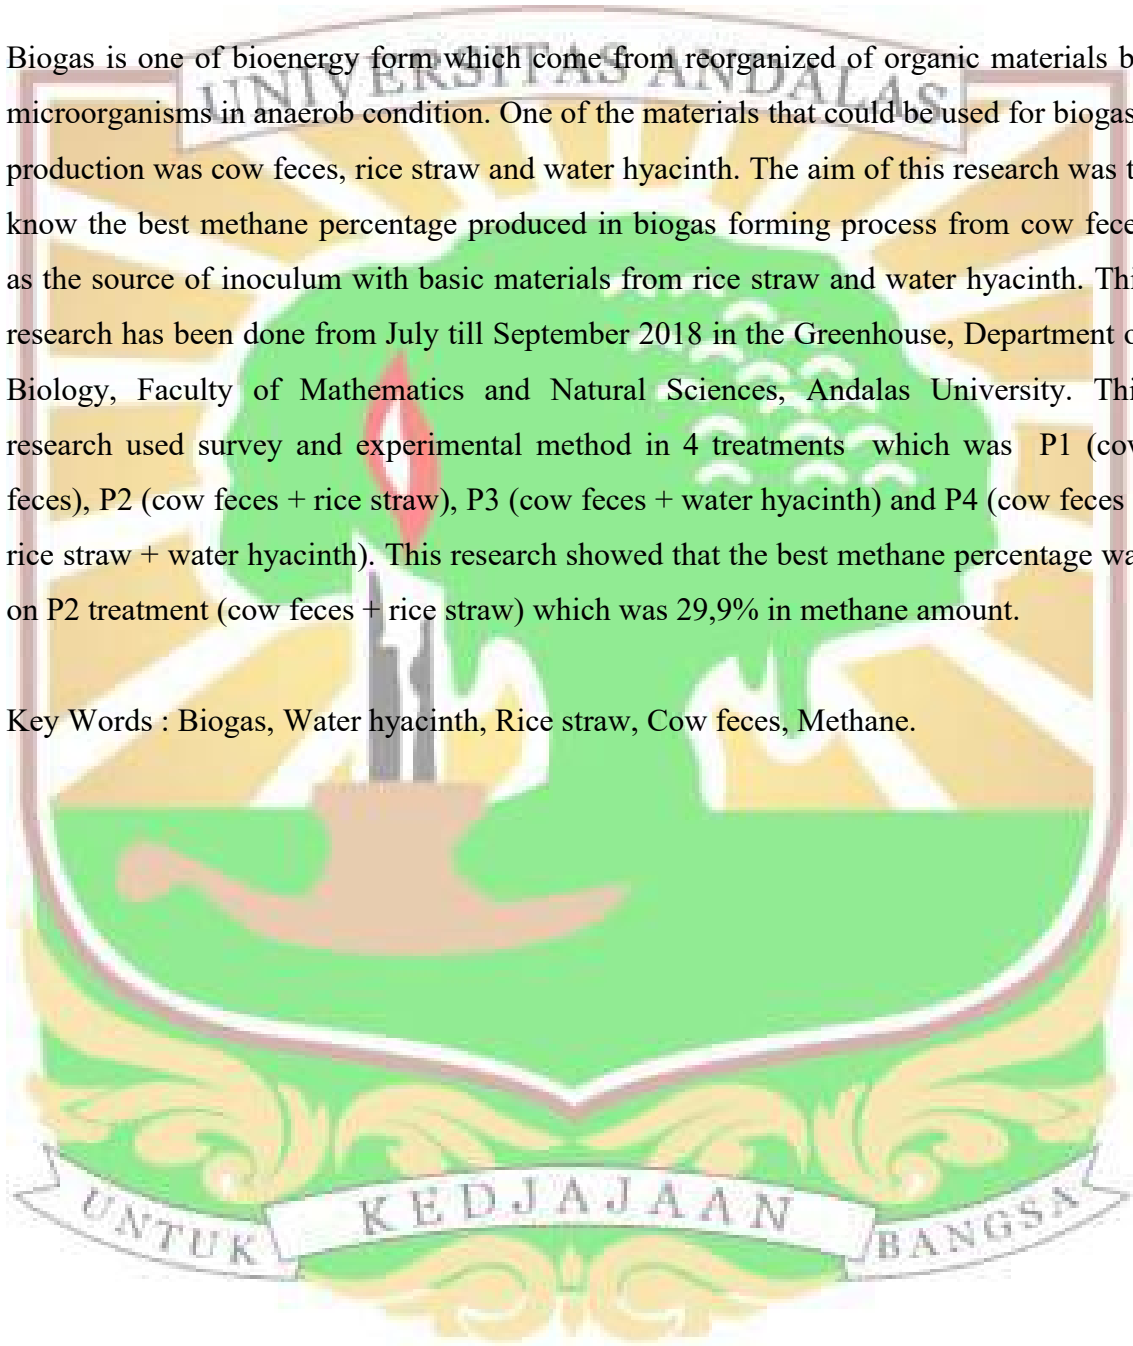 UNIVERSITAS ANDALAS
Biogas is one of bioenergy form which come from reorganized of organic materials b
microorganisms in anaerob condition. One of the materials that could be used for biogas
production was cow feces, rice straw and water hyacinth. The aim of this research was t
know the best methane percentage produced in biogas forming process from cow fece
as the source of inoculum with basic materials from rice straw and water hyacinth. Thi
research has been done from July till September 2018 in the Greenhouse, Department o
Biology, Faculty of Mathematics and Natural Sciences, Andalas University. Thi
research used survey and experimental method in 4 treatments which was P1 (cow
feces), P2 (cow feces + rice straw), P3 (cow feces + water hyacinth) and P4 (cow feces
rice straw + water hyacinth). This research showed that the best methane percentage wa
on P2 treatment (cow feces + rice straw) which was 29,9% in methane amount.
Key Words : Biogas, Water hyacinth, Rice straw, Cow feces, Methane.
UNTUK KEDJAJAAN BANGSA